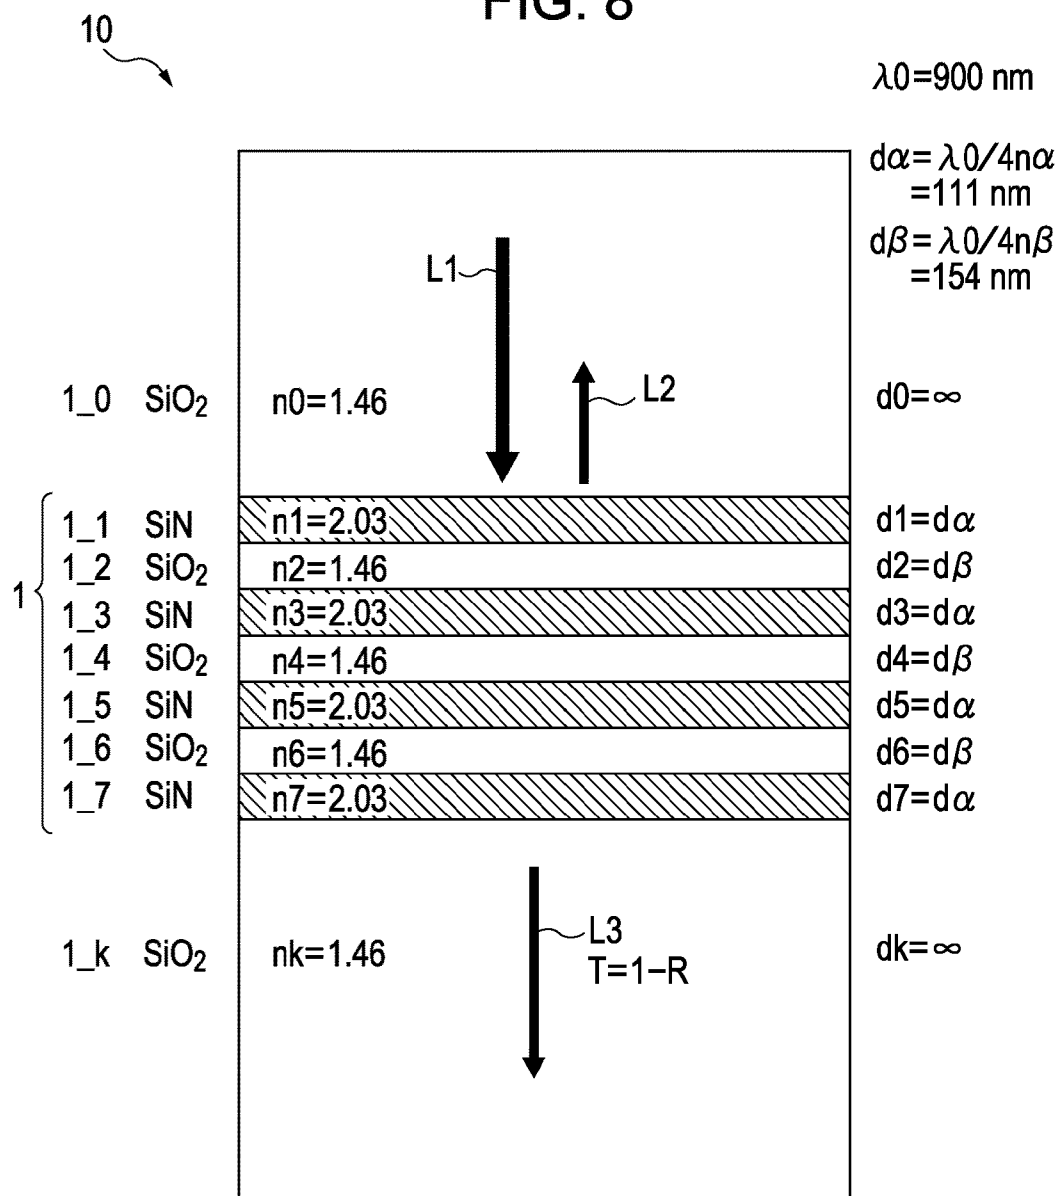 FIG. 8
10
λ0=900 nm
dα=λ0/4nα
=111 nm
dβ=λ0/4nβ
=154 nm
L1
L2
1_0 SiO₂ n0=1.46 d0=∞
1
1_1 SiN n1=2.03 d1=dα
1_2 SiO₂ n2=1.46 d2=dβ
1_3 SiN n3=2.03 d3=dα
1_4 SiO₂ n4=1.46 d4=dβ
1_5 SiN n5=2.03 d5=dα
1_6 SiO₂ n6=1.46 d6=dβ
1_7 SiN n7=2.03 d7=dα
L3
1_k SiO₂ nk=1.46 dk=∞
T=1−R